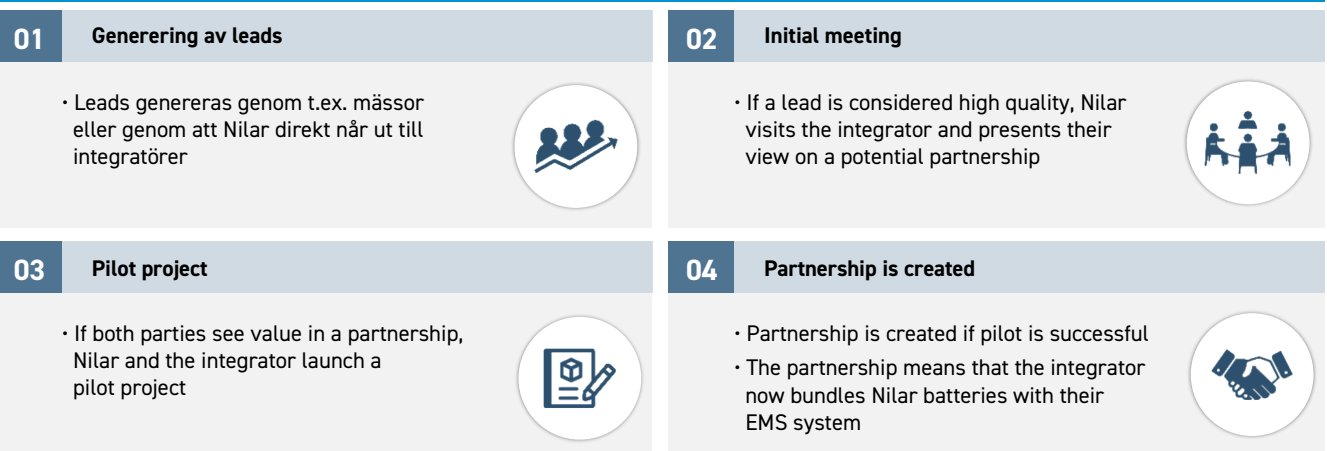 01
Generering av leads
· Leads genereras genom t.ex. mässor
eller genom att Nilar direkt når ut till
integratörer
02
Initial meeting
· If a lead is considered high quality, Nilar
visits the integrator and presents their
view on a potential partnership
03
Pilot project
· If both parties see value in a partnership,
Nilar and the integrator launch a
pilot project
04
Partnership is created
· Partnership is created if pilot is successful
· The partnership means that the integrator
now bundles Nilar batteries with their
EMS system